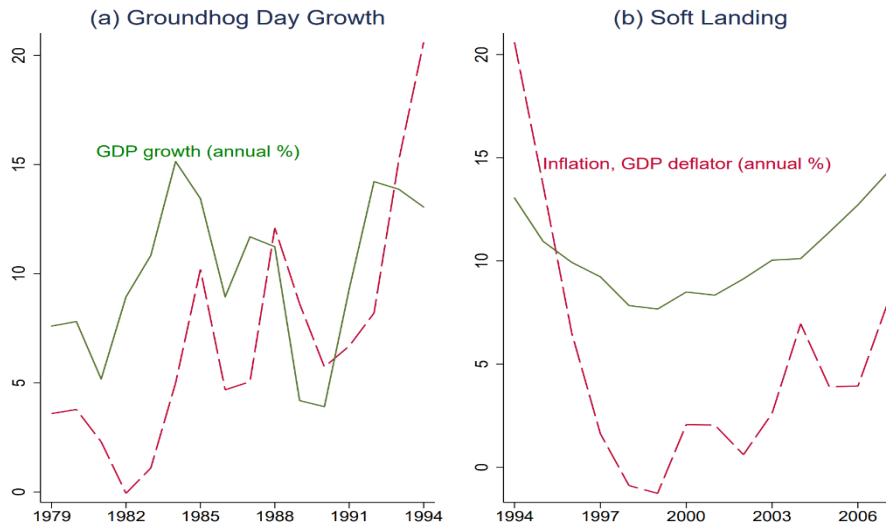 (a) Groundhog Day Growth
20
15
10
5
0
GDP growth (annual %)
1979 1982 1985 1988 1991 1994
(b) Soft Landing
20
15
10
5
0
Inflation, GDP deflator (annual %)
1994 1997 2000 2003 2006